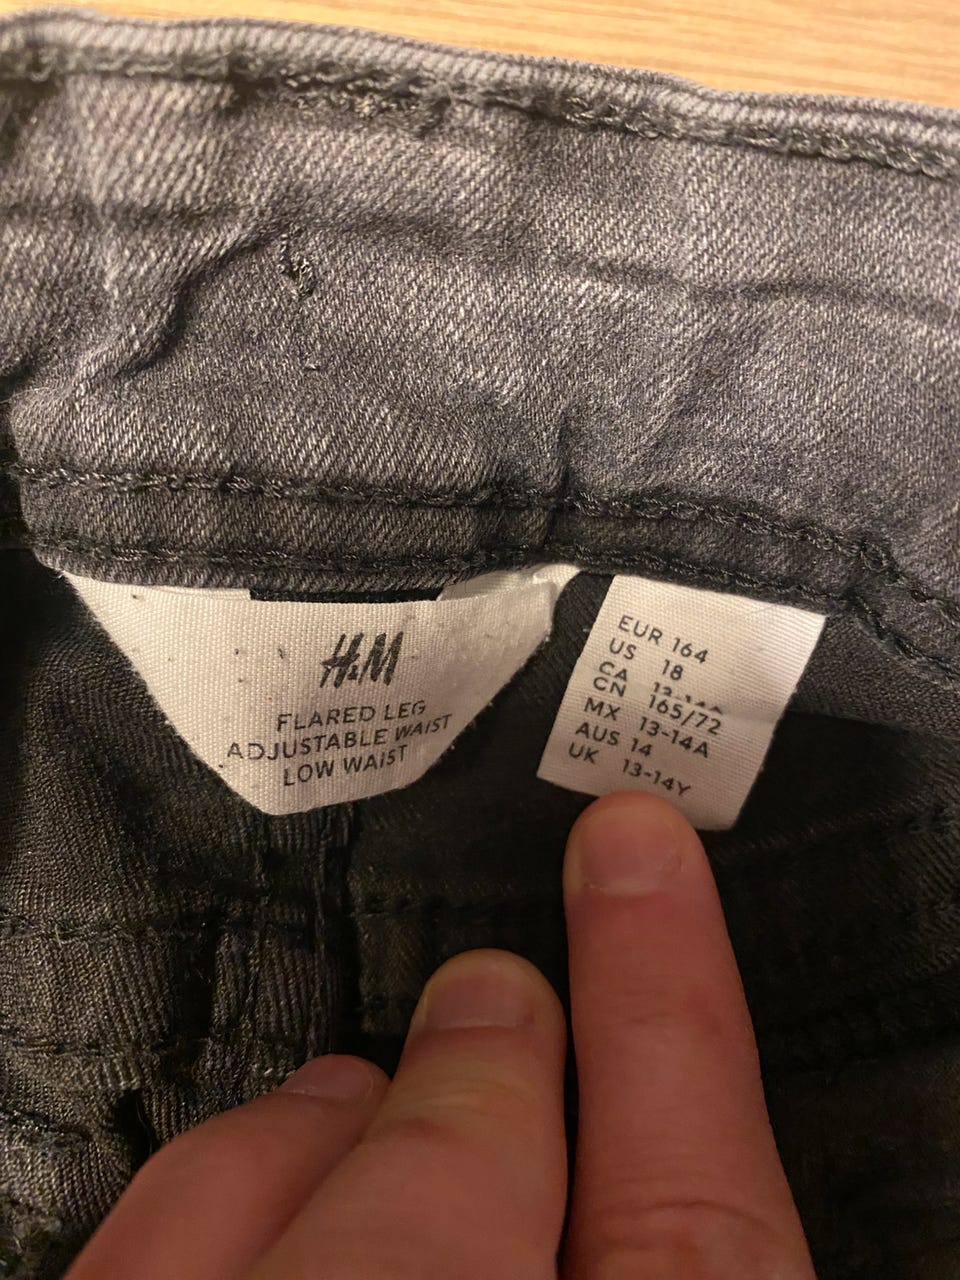 H&M
FLARED LEG
ADJUSTABLE WAIST
LOW WAIST
EUR 164
US 18
CA
CN 165/72
MX 13-14A
AUS 14
UK 13-14Y